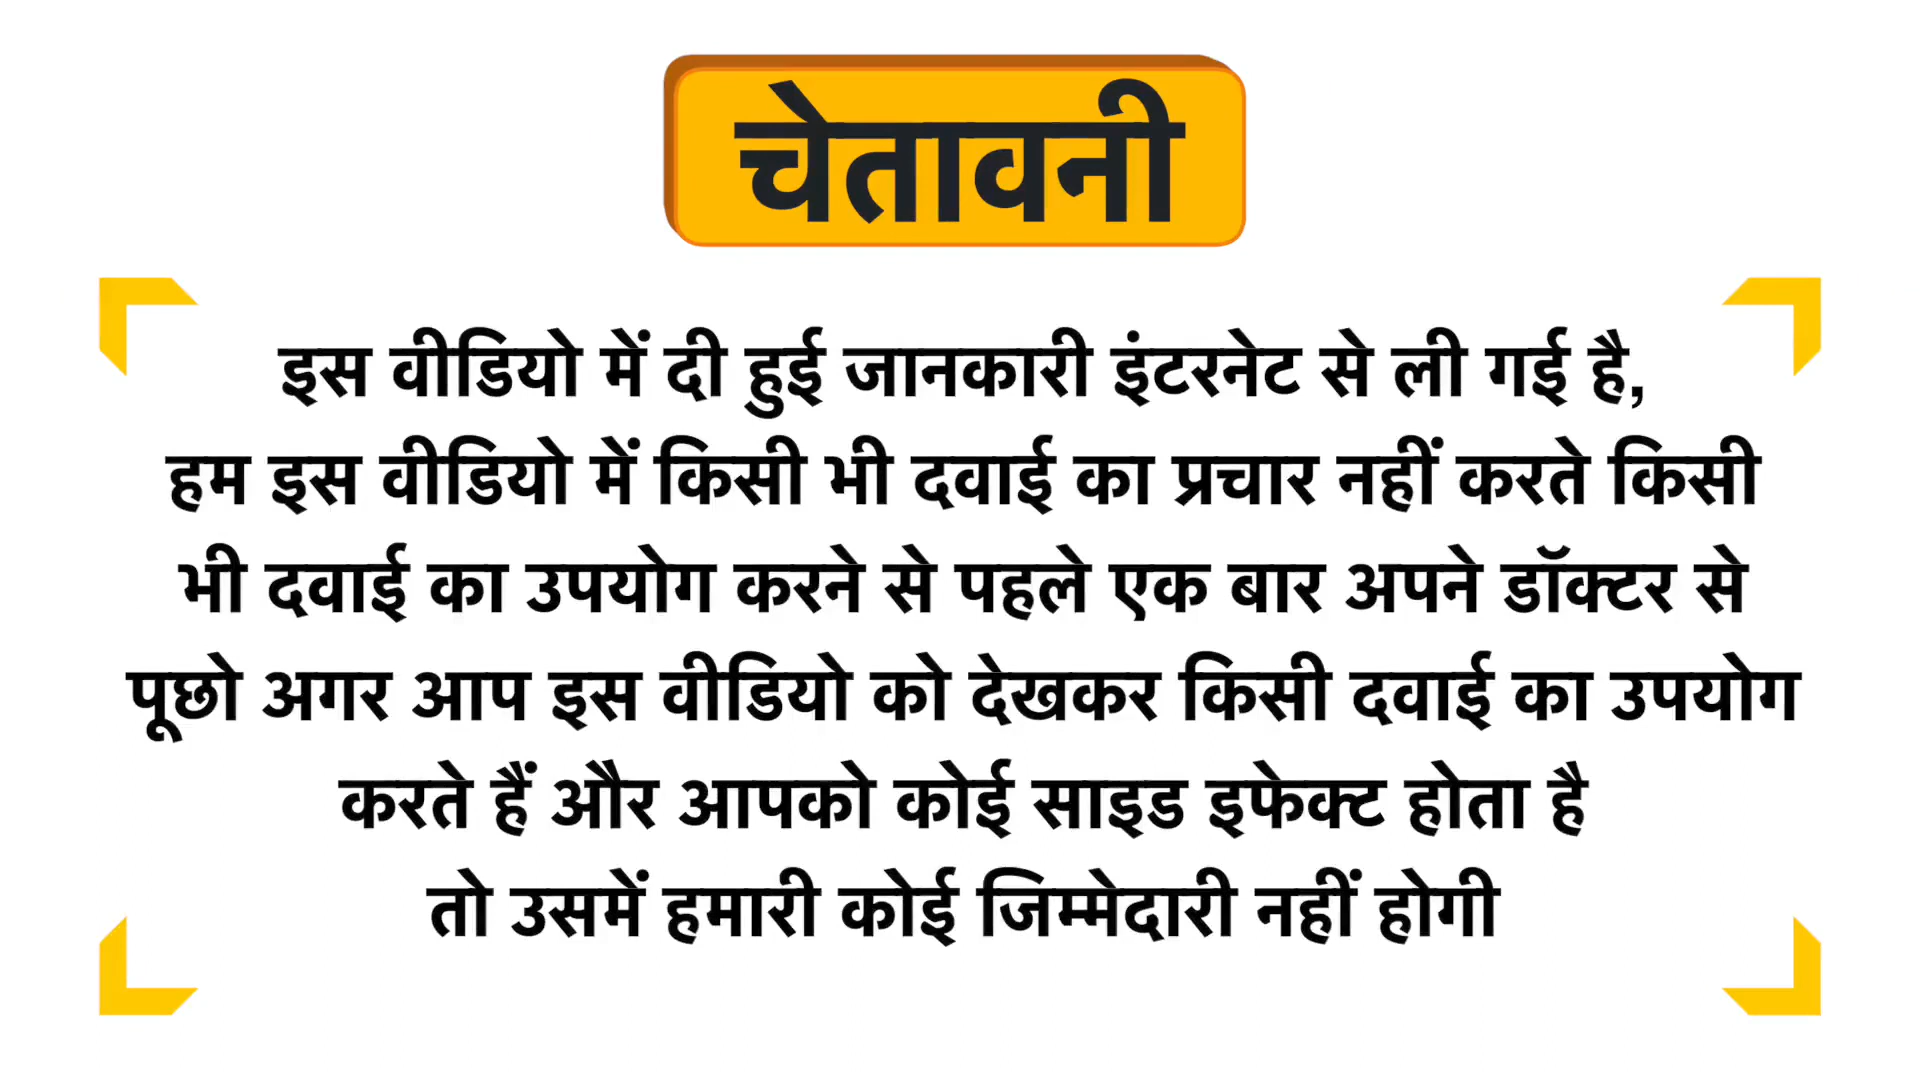 चेतावनी
इस वीडियो में दी हुई जानकारी इंटरनेट से ली गई है,
हम इस वीडियो में किसी भी दवाई का प्रचार नहीं करते किसी
भी दवाई का उपयोग करने से पहले एक बार अपने डॉक्टर से
पूछो अगर आप इस वीडियो को देखकर किसी दवाई का उपयोग
करते हैं और आपको कोई साइड इफेक्ट होता है
तो उसमें हमारी कोई जिम्मेदारी नहीं होगी